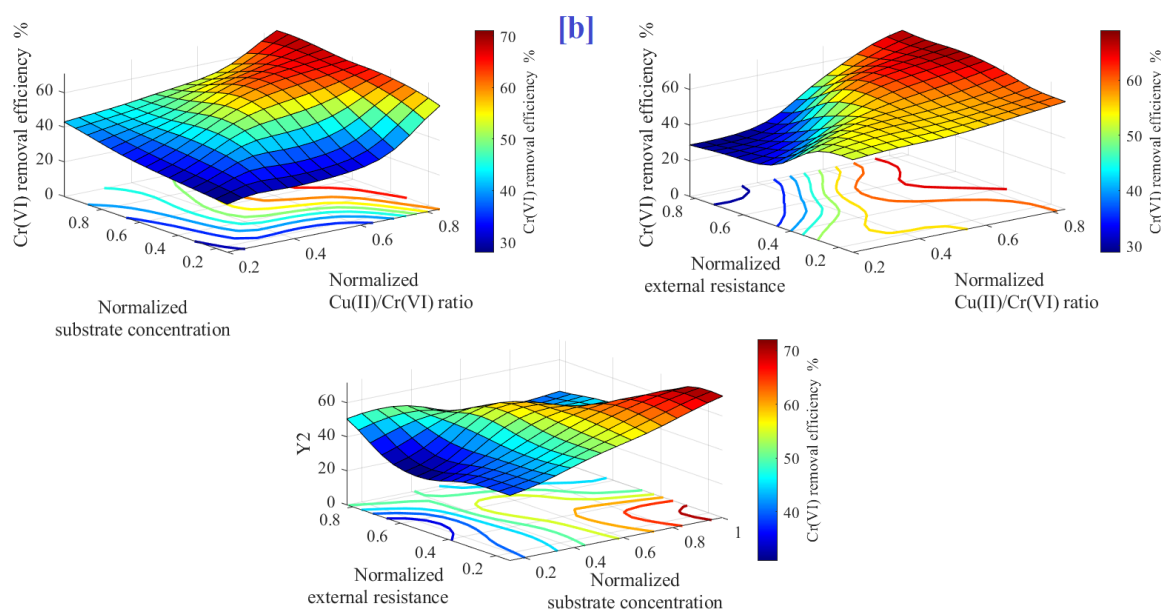 [b]
Cr(VI) removal efficiency %
60
40
20
0
0.8
0.6
0.4
0.2
0.2
0.4
0.6
0.8
Normalized
substrate concentration
Normalized
Cu(II)/Cr(VI) ratio
70
60
50
40
30
Cr(VI) removal efficiency %
Cr(VI) removal efficiency %
60
40
20
0
0.8
0.6
0.4
0.2
0.2
0.4
0.6
0.8
Normalized
external resistance
Normalized
Cu(II)/Cr(VI) ratio
60
50
40
30
Cr(VI) removal efficiency %
Y2
60
40
20
0
0.8
0.6
0.4
0.2
0.2
0.4
0.6
0.8
1
Normalized
external resistance
Normalized
substrate concentration
70
60
50
40
Cr(VI) removal efficiency %